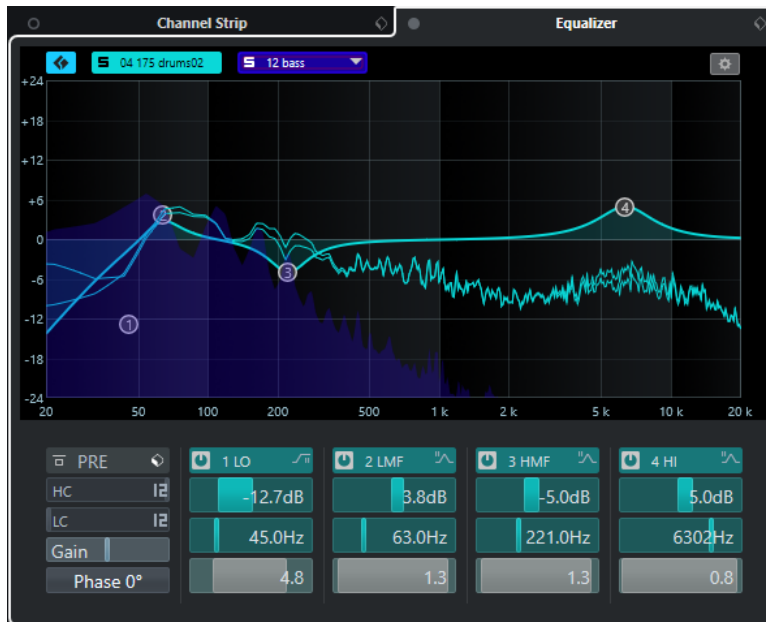 Channel Strip
Equalizer
S 04 175 drums02
S 12 bass
+24
+18
+12
+6
0
-6
-12
-18
-24
1
2
3
4
20 50 100 200 500 1 k 2 k 5 k 10 k 20 k
PRE
HC 12
LC 12
Gain
Phase 0°
1 LO
-12.7dB
45.0Hz
4.8
2 LMF
3.8dB
63.0Hz
1.3
3 HMF
-5.0dB
221.0Hz
1.3
4 HI
5.0dB
6302Hz
0.8